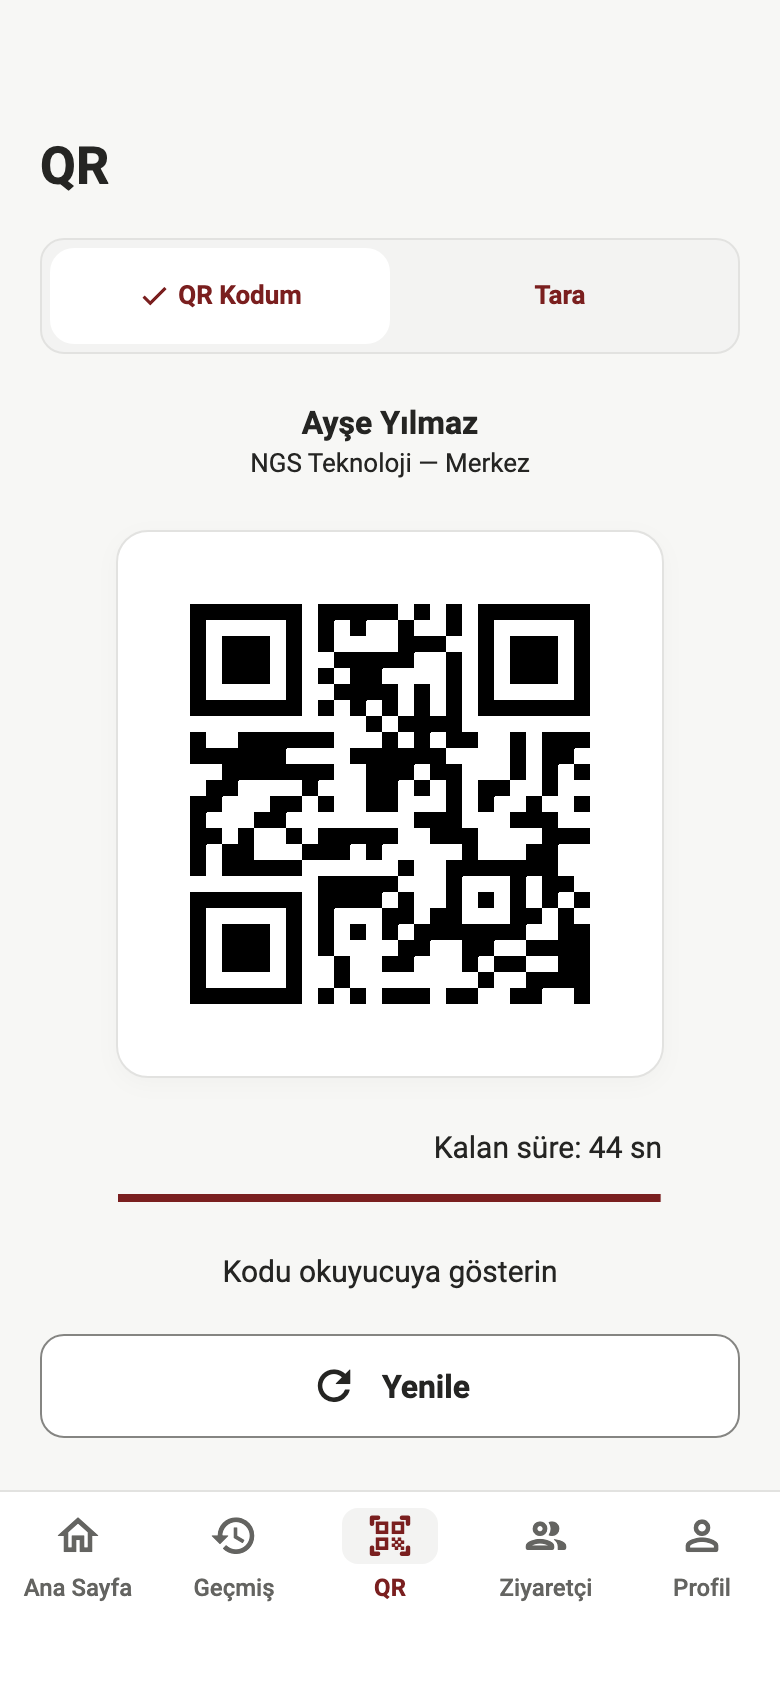 QR
QR Kodum
Tara
Ayşe Yılmaz
NGS Teknoloji — Merkez
Kalan süre: 44 sn
Kodu okuyucuya gösterin
Yenile
Ana Sayfa
Geçmiş
QR
Ziyaretçi
Profil